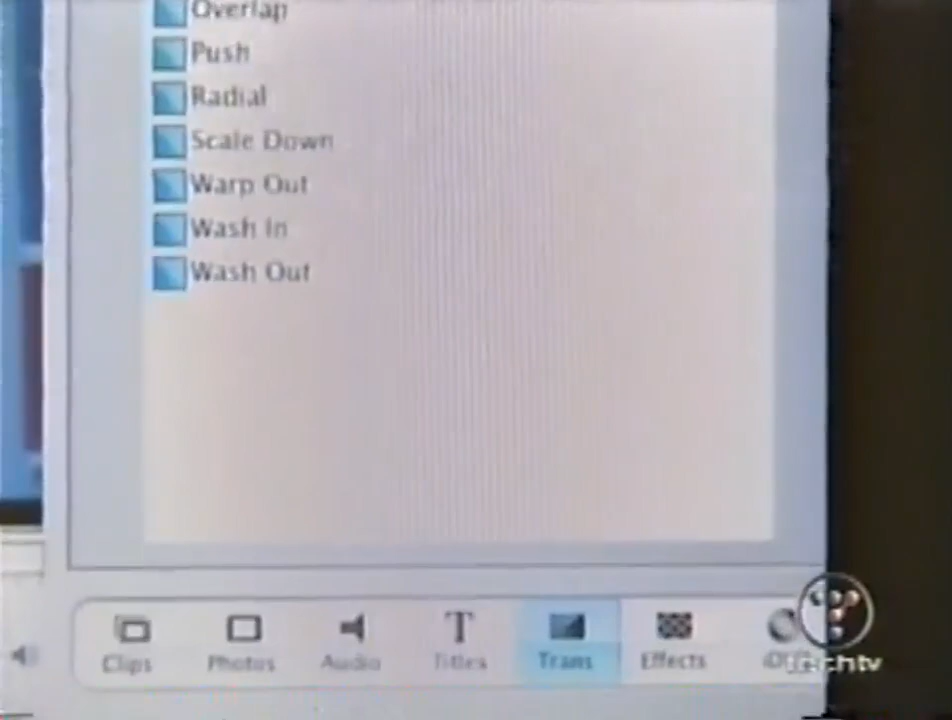 Overlap
Push
Radial
Scale Down
Warp Out
Wash In
Wash Out
Clips Photos Audio Titles Trans Effects
techtv